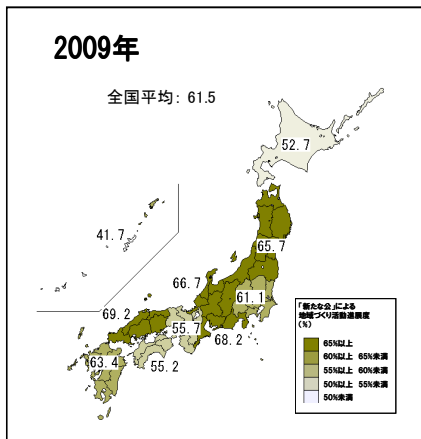 2009年
全国平均: 61.5
52.7
41.7
65.7
66.7
61.1
69.2
55.7
68.2
63.4
55.2
「新たな公」による
地域づくり活動進展度
(%)
65%以上
60%以上 65%未満
55%以上 60%未満
50%以上 55%未満
50%未満